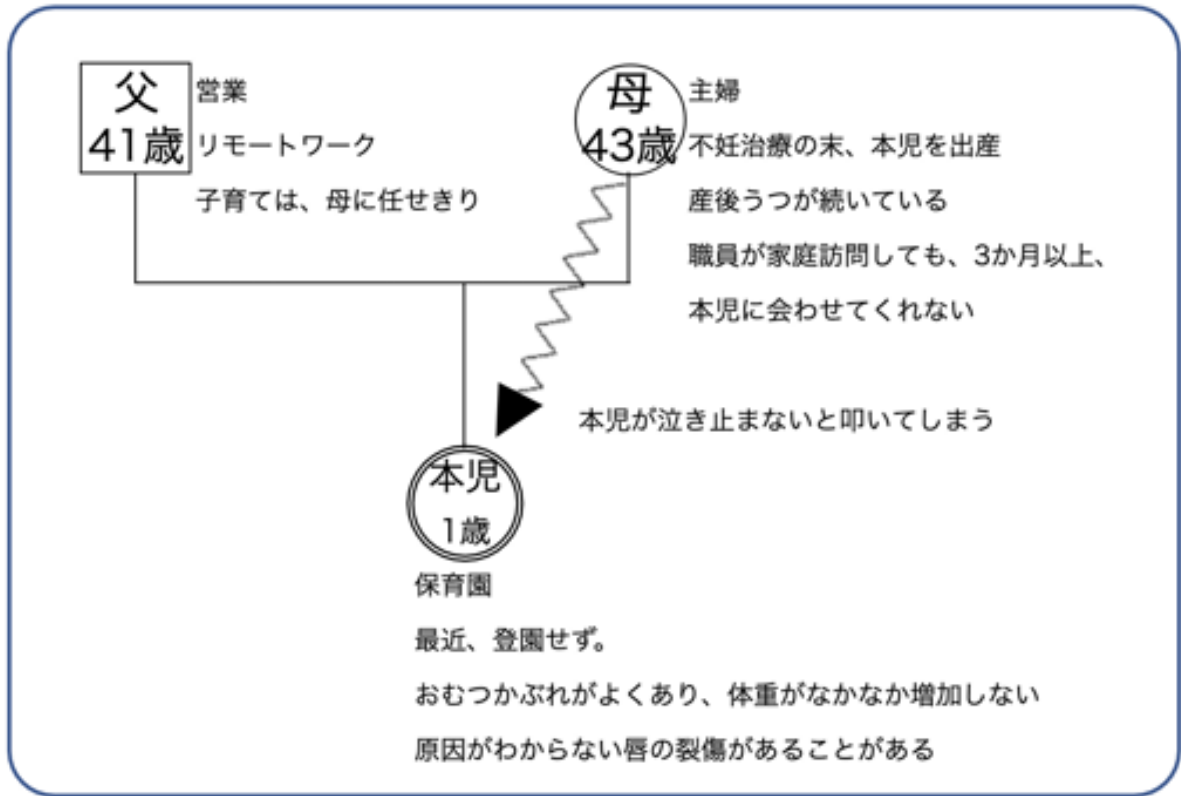 父
41歳
営業
リモートワーク
子育ては、母に任せきり
母
43歳
主婦
不妊治療の末、本児を出産
産後うつが続いている
職員が家庭訪問しても、3か月以上、
本児に会わせてくれない
本児が泣き止まないと叩いてしまう
本児
1歳
保育園
最近、登園せず。
おむつかぶれがよくあり、体重がなかなか増加しない
原因がわからない唇の裂傷があることがある